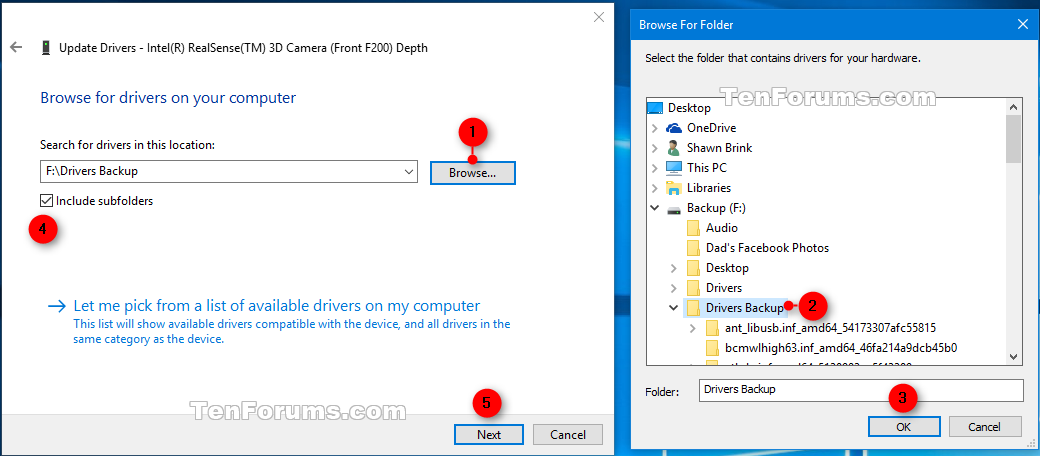 Update Drivers - Intel(R) RealSense(TM) 3D Camera (Front F200) Depth
Browse for drivers on your computer
1
Search for drivers in this location:
F:\Drivers Backup
Browse...
Include subfolders
4
Let me pick from a list of available drivers on my computer
This list will show available drivers compatible with the device, and all drivers in the
same category as the device.
TenForums.com
5
Next
Cancel
Browse For Folder
Select the folder that contains drivers for your hardware.
TenForums.com
Desktop
OneDrive
Shawn Brink
This PC
Libraries
Backup (F:)
Audio
Dad's Facebook Photos
Desktop
Drivers
Drivers Backup
2
ant_libusb.inf_amd64_54173307afc55815
bcmwlhigh63.inf_amd64_46fa214a9dcb45b0
Folder:
Drivers Backup
3
OK
Cancel